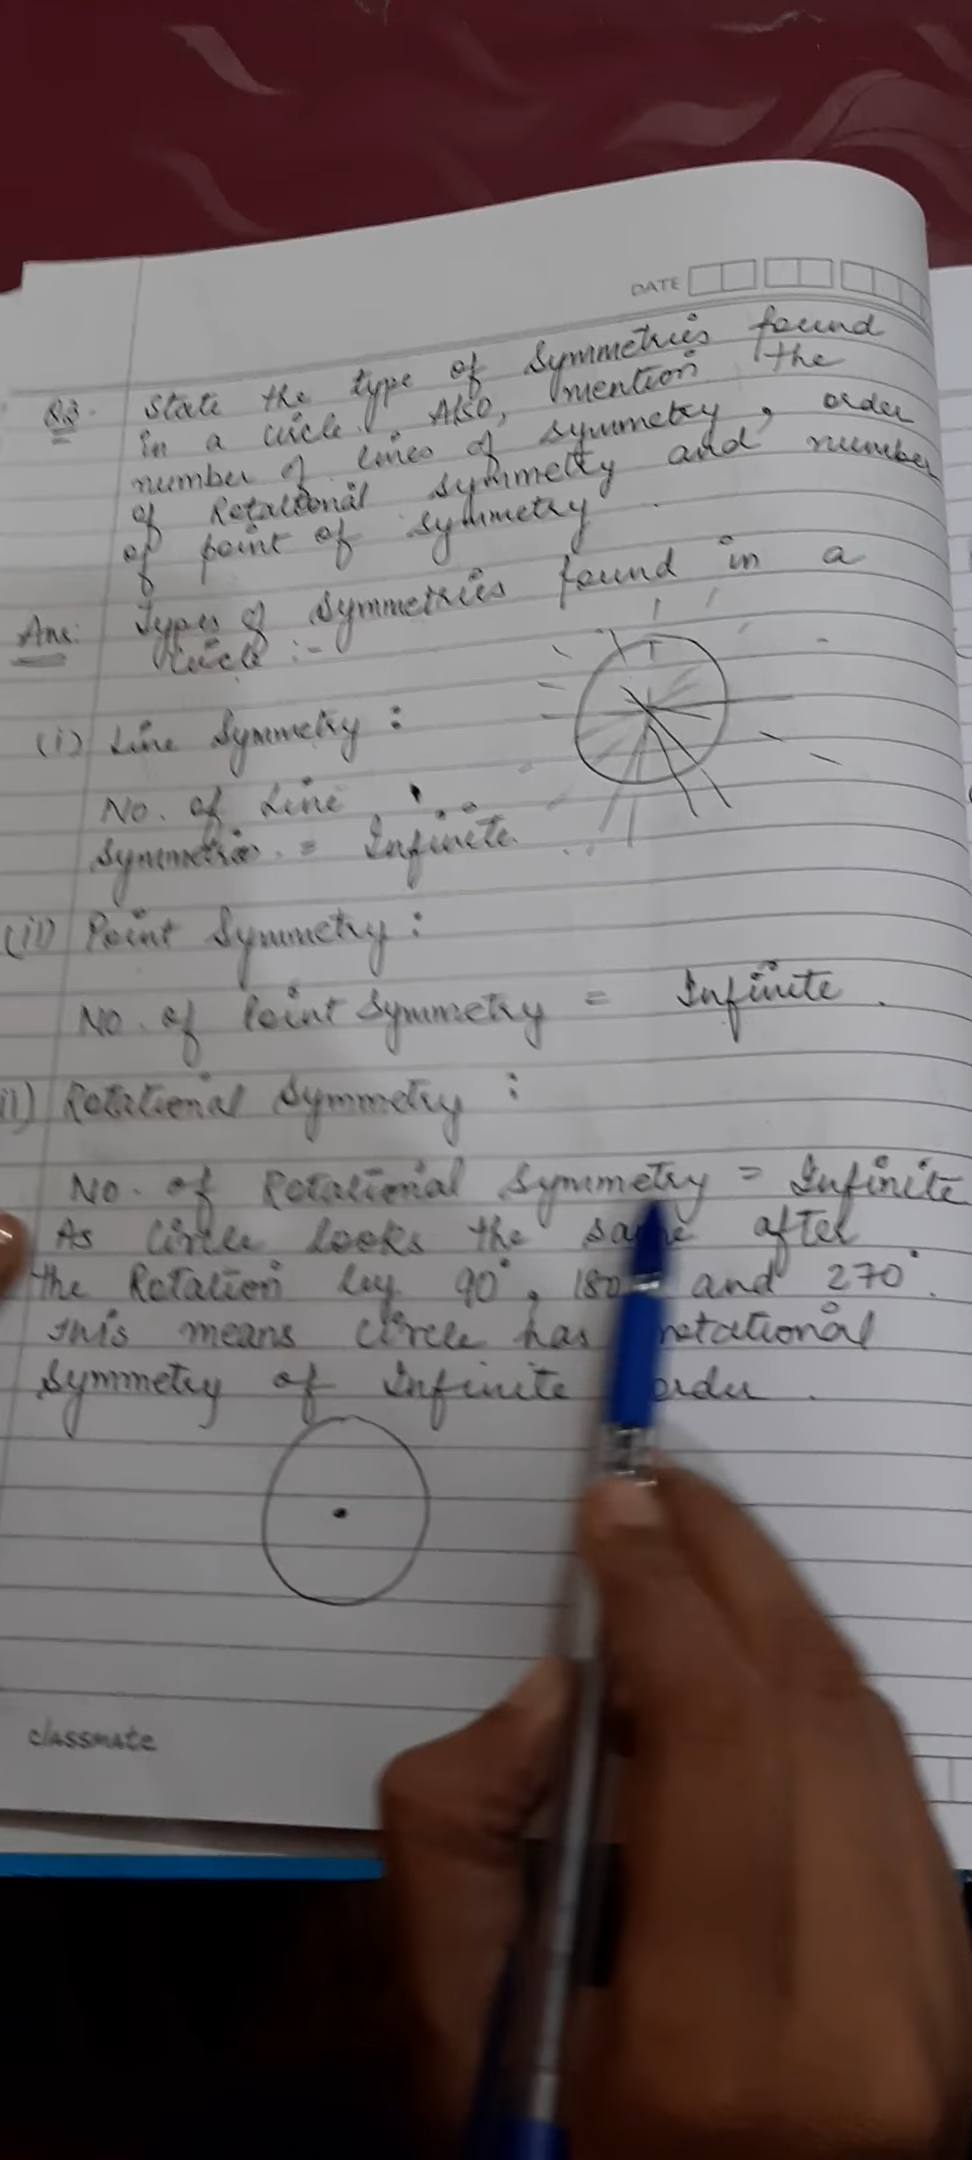 DATE
Q3. State the type of Symmetries found
in a circle. Also, mention the
number of lines of symmetry, order
of Rotational symmetry and number
of point of symmetry.
Ans: Types of Symmetries found in a
Circle :-
(i) Line Symmetry :
No. of Line
Symmetries. = Infinite.
(ii) Point Symmetry :
No. of Point Symmetry = Infinite.
ii) Rotational Symmetry :
No. of Rotational Symmetry = Infinite
As Circle looks the same after
the Rotation by 90°, 180 and 270°.
This means Circle has rotational
Symmetry of Infinite order.
classmate